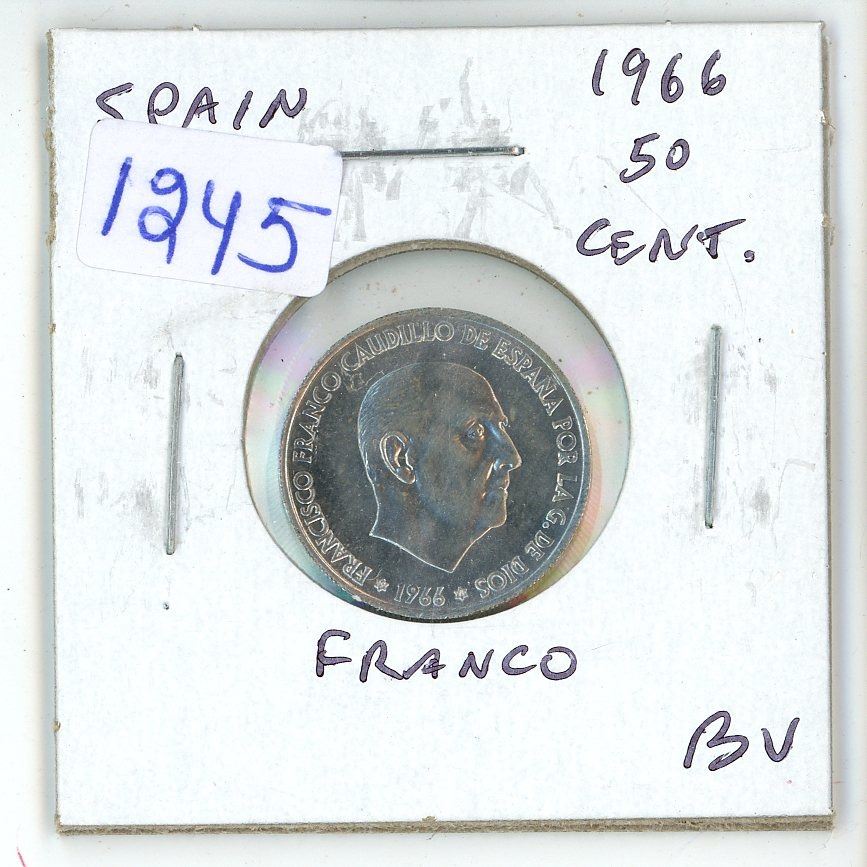 SPAIN
1966
50
CENT.
1245
FRANCISCO FRANCO CAUDILLO DE ESPAÑA POR LA G. DE DIOS
* 1966 *
FRANCO
BU